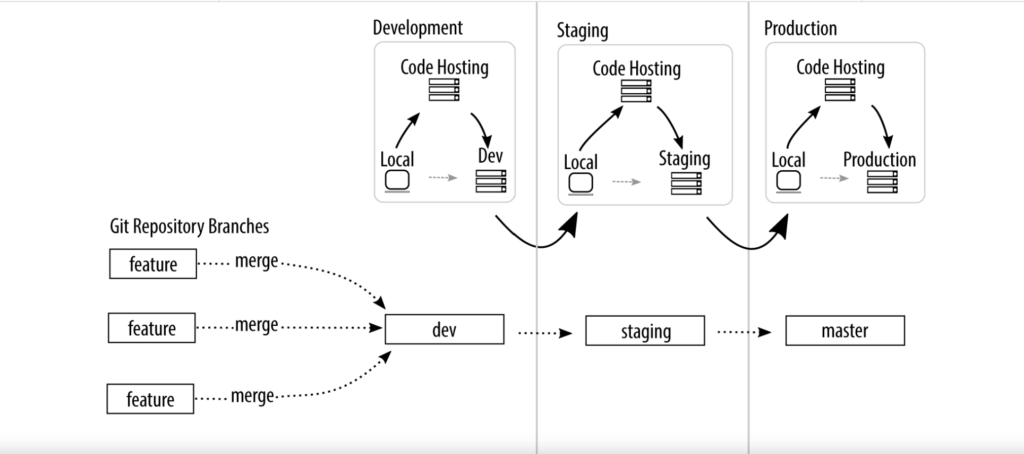 Development
Staging
Production
Code Hosting
Code Hosting
Code Hosting
Local
Dev
Local
Staging
Local
Production
Git Repository Branches
feature
merge
feature
merge
feature
merge
dev
staging
master